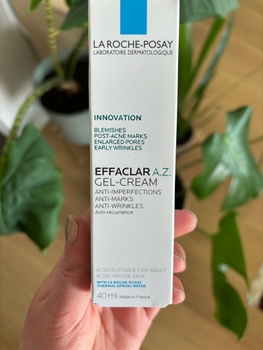 LA ROCHE-POSAY
LABORATOIRE DERMATOLOGIQUE
INNOVATION
BLEMISHES
POST-ACNE MARKS
ENLARGED PORES
EARLY WRINKLES
EFFACLAR A.Z.
GEL-CREAM
ANTI-IMPERFECTIONS
ANTI-MARKS
ANTI-WRINKLES
Anti-recurrence
ALSO SUITABLE FOR ADULT
ACNE-PRONE SKIN
WITH LA ROCHE-POSAY
THERMAL SPRING WATER
40 ml Made in France